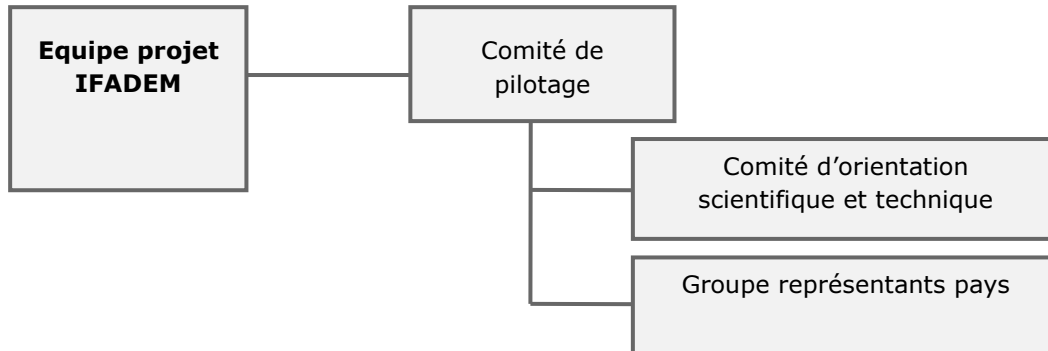 Equipe projet
IFADEM
Comité de
pilotage
Comité d’orientation
scientifique et technique
Groupe représentants pays